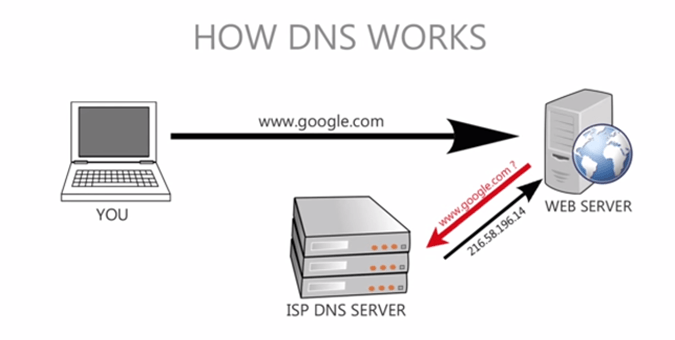 HOW DNS WORKS
www.google.com
YOU
www.google.com ?
216.58.196.14
WEB SERVER
ISP DNS SERVER